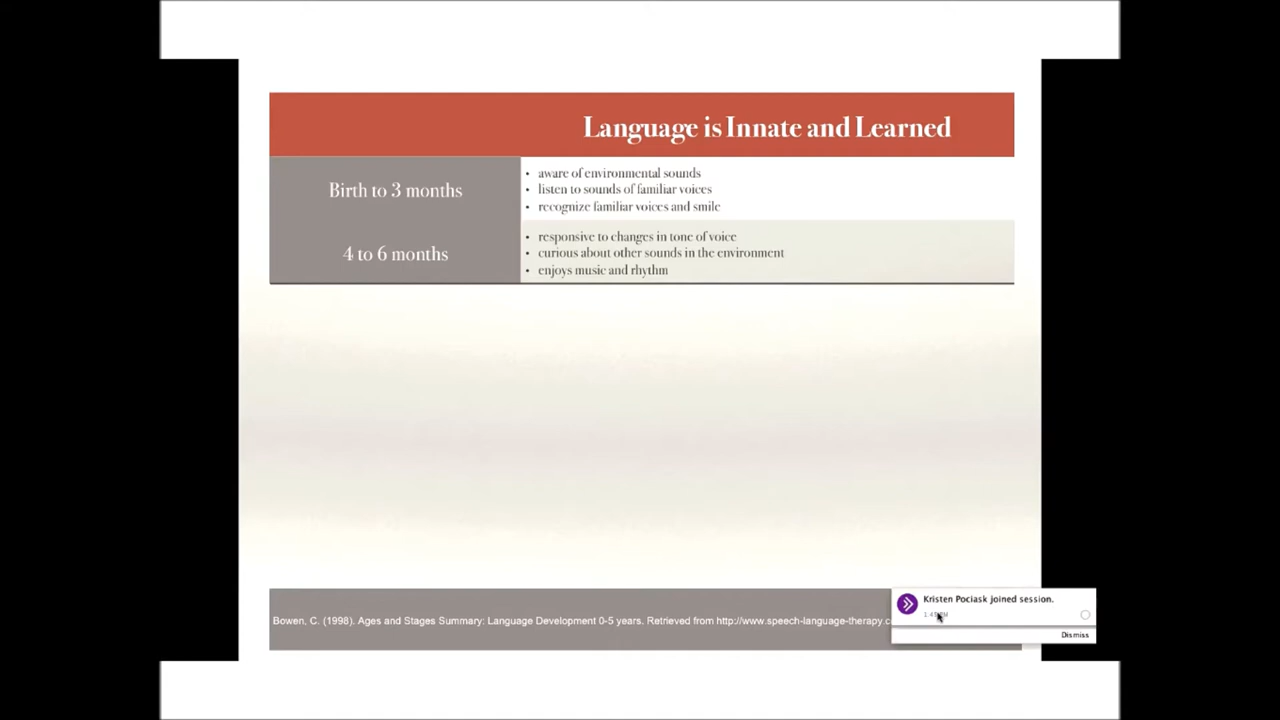 Language is Innate and Learned
Birth to 3 months
• aware of environmental sounds
• listen to sounds of familiar voices
• recognize familiar voices and smile
4 to 6 months
• responsive to changes in tone of voice
• curious about other sounds in the environment
• enjoys music and rhythm
Bowen, C. (1998). Ages and Stages Summary: Language Development 0-5 years. Retrieved from http://www.speech-language-therapy.c
Kristen Pociask joined session.
Dismiss